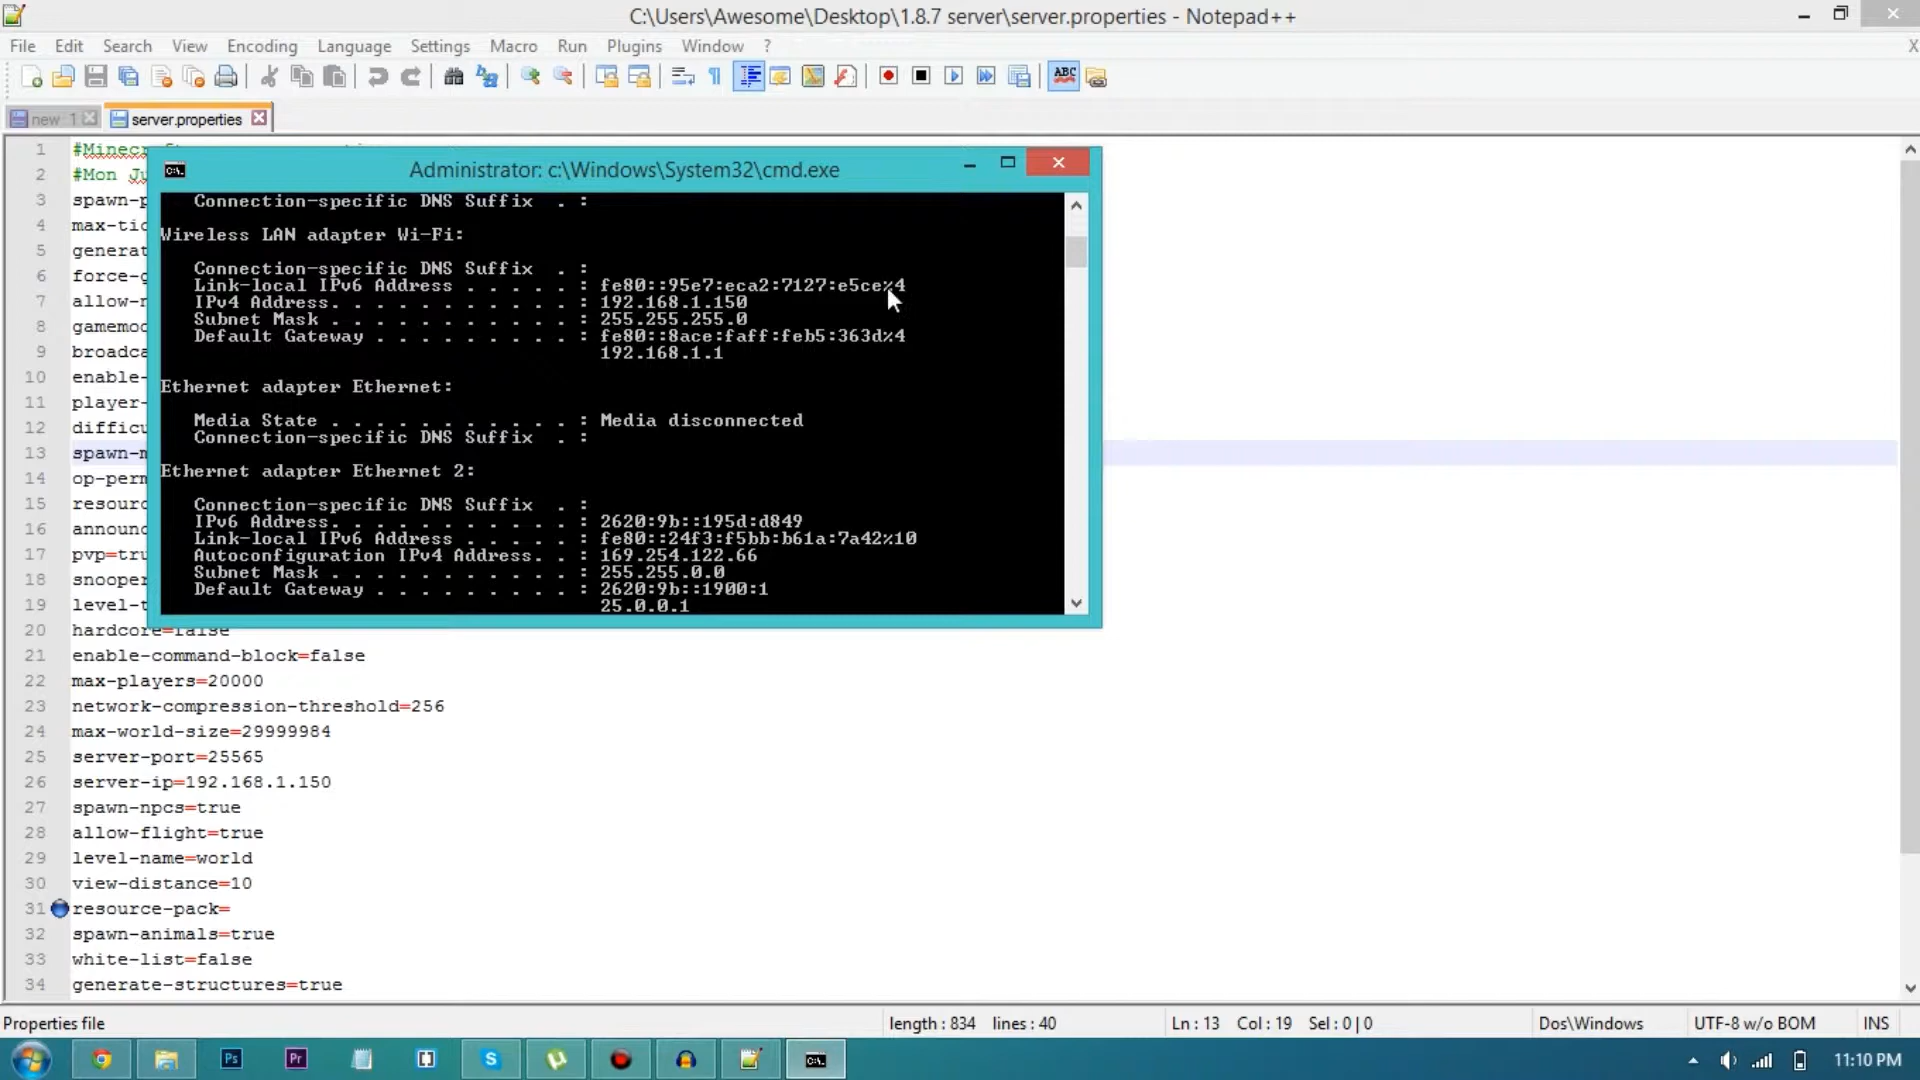 C:\Users\Awesome\Desktop\1.8.7 server\server.properties - Notepad++
File Edit Search View Encoding Language Settings Macro Run Plugins Window ? X
new 1 server.properties
Administrator: c:\Windows\System32\cmd.exe
Connection-specific DNS Suffix . :
Wireless LAN adapter Wi-Fi:
Connection-specific DNS Suffix . :
Link-local IPv6 Address . . . . . : fe80::95e7:eca2:7127:e5ce%4
IPv4 Address. . . . . . . . . . . : 192.168.1.150
Subnet Mask . . . . . . . . . . . : 255.255.255.0
Default Gateway . . . . . . . . . : fe80::8ace:faff:feb5:363d%4
192.168.1.1
Ethernet adapter Ethernet:
Media State . . . . . . . . . . . : Media disconnected
Connection-specific DNS Suffix . :
Ethernet adapter Ethernet 2:
Connection-specific DNS Suffix . :
IPv6 Address. . . . . . . . . . . : 2620:9b::195d:d849
Link-local IPv6 Address . . . . . : fe80::24f3:f5bb:b61a:7a42%10
Autoconfiguration IPv4 Address. . : 169.254.122.66
Subnet Mask . . . . . . . . . . . : 255.255.0.0
Default Gateway . . . . . . . . . : 2620:9b::1900:1
25.0.0.1
1 #Minecr
2 #Mon Ju
3 spawn-p
4 max-tic
5 generat
6 force-g
7 allow-n
8 gamemod
9 broadca
10 enable-
11 player-
12 difficu
13 spawn-m
14 op-perm
15 resourc
16 announc
17 pvp=tru
18 snooper
19 level-t
20 hardcore=false
21 enable-command-block=false
22 max-players=20000
23 network-compression-threshold=256
24 max-world-size=29999984
25 server-port=25565
26 server-ip=192.168.1.150
27 spawn-npcs=true
28 allow-flight=true
29 level-name=world
30 view-distance=10
31 resource-pack=
32 spawn-animals=true
33 white-list=false
34 generate-structures=true
Properties file length : 834 lines : 40 Ln : 13 Col : 19 Sel : 0 | 0 Dos\Windows UTF-8 w/o BOM INS
11:10 PM